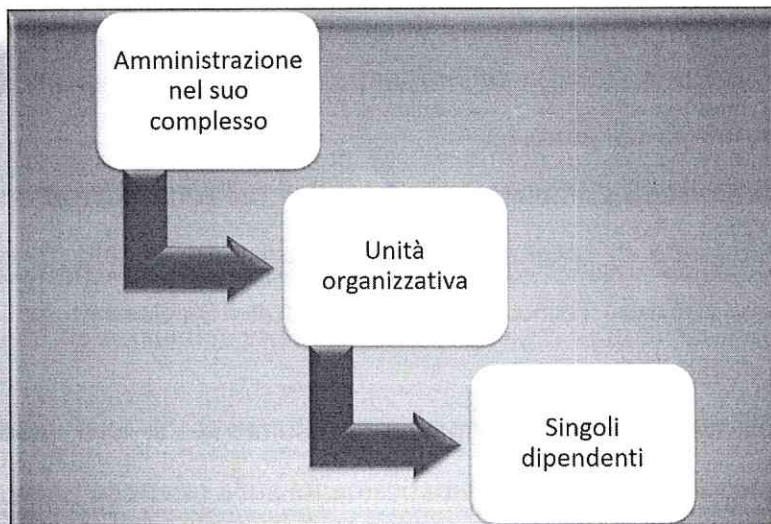 Amministrazione
nel suo
complesso
Unità
organizzativa
Singoli
dipendenti